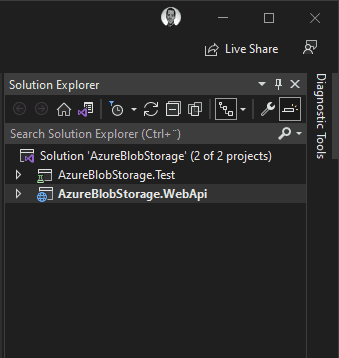 Live Share
Solution Explorer
Search Solution Explorer (Ctrl+¨)
Solution 'AzureBlobStorage' (2 of 2 projects)
AzureBlobStorage.Test
AzureBlobStorage.WebApi
Diagnostic Tools